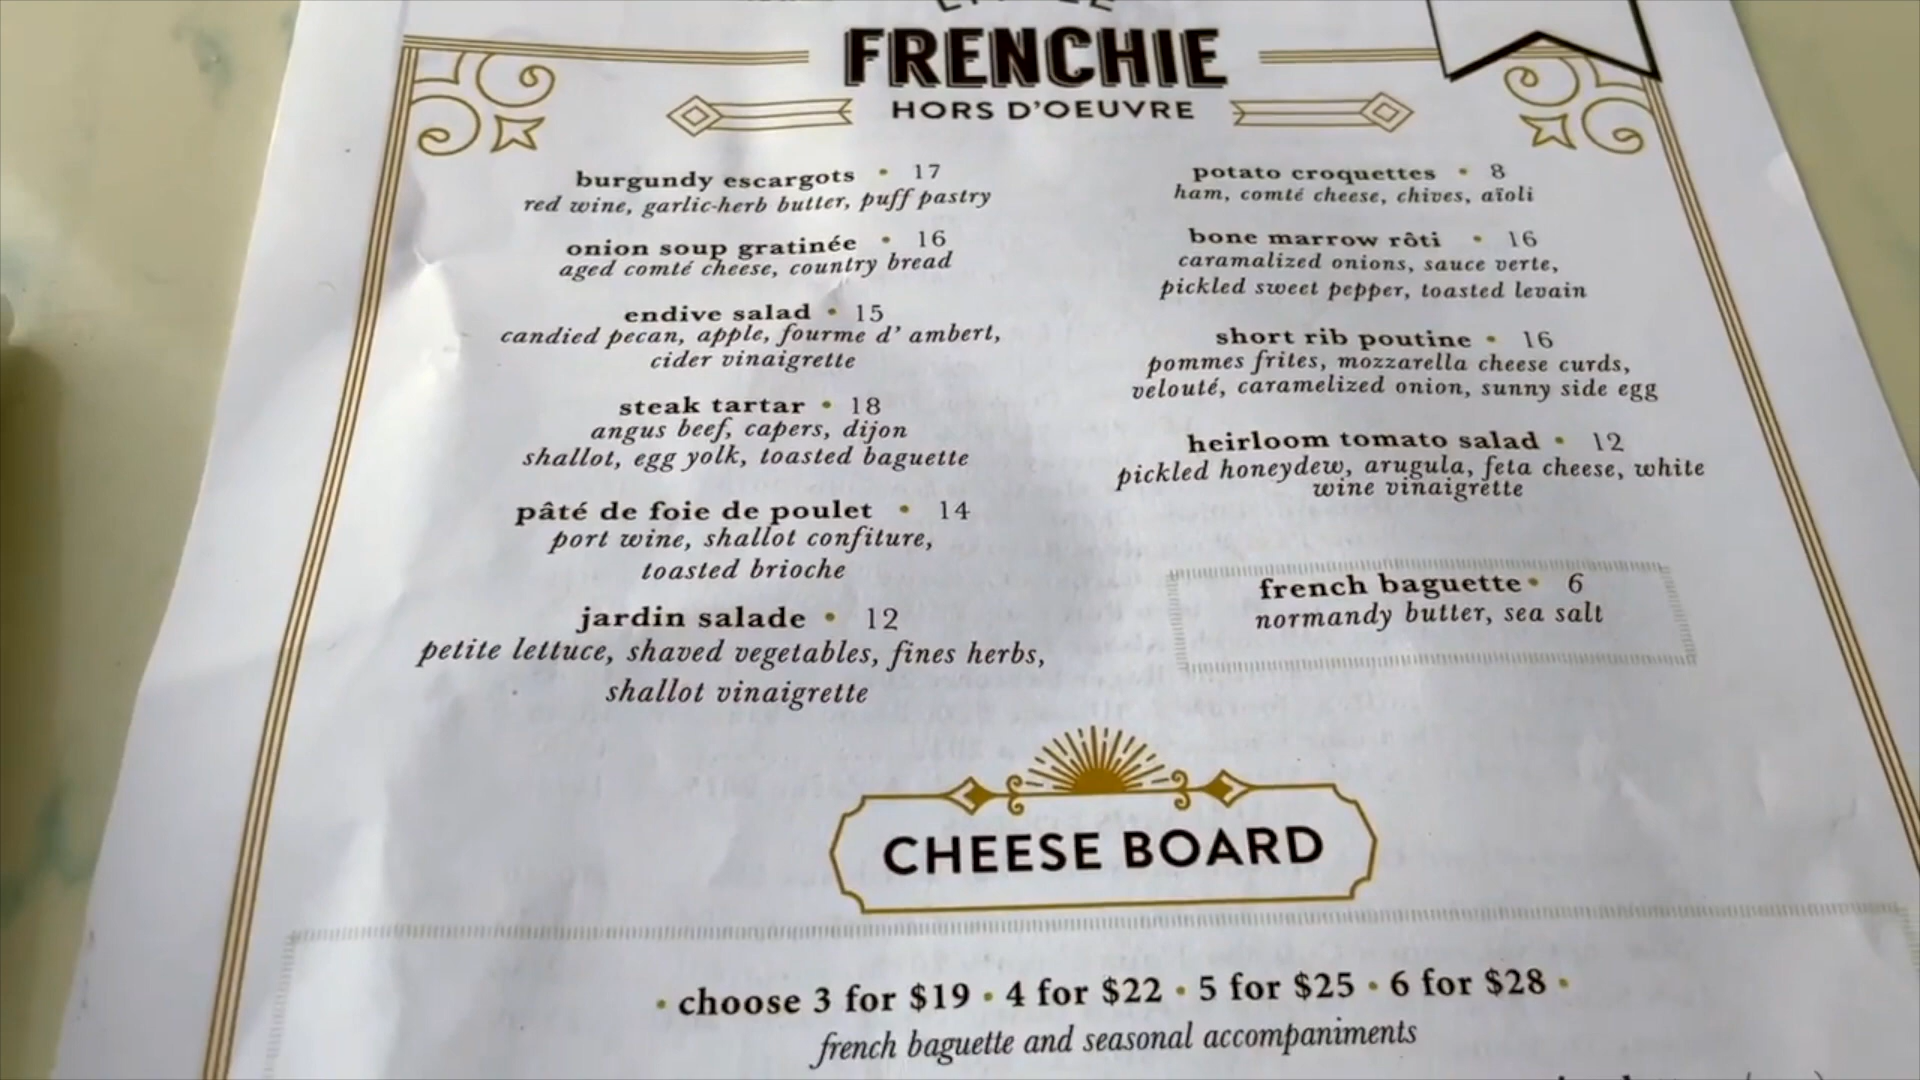 FRENCHIE
HORS D'OEUVRE
burgundy escargots • 17
red wine, garlic-herb butter, puff pastry
onion soup gratinée • 16
aged comté cheese, country bread
endive salad • 15
candied pecan, apple, fourme d' ambert,
cider vinaigrette
steak tartar • 18
angus beef, capers, dijon
shallot, egg yolk, toasted baguette
pâté de foie de poulet • 14
port wine, shallot confiture,
toasted brioche
jardin salade • 12
petite lettuce, shaved vegetables, fines herbs,
shallot vinaigrette
potato croquettes • 8
ham, comté cheese, chives, aïoli
bone marrow rôti • 16
caramalized onions, sauce verte,
pickled sweet pepper, toasted levain
short rib poutine • 16
pommes frites, mozzarella cheese curds,
velouté, caramelized onion, sunny side egg
heirloom tomato salad • 12
pickled honeydew, arugula, feta cheese, white
wine vinaigrette
french baguette • 6
normandy butter, sea salt
CHEESE BOARD
• choose 3 for $19 • 4 for $22 • 5 for $25 • 6 for $28 •
french baguette and seasonal accompaniments